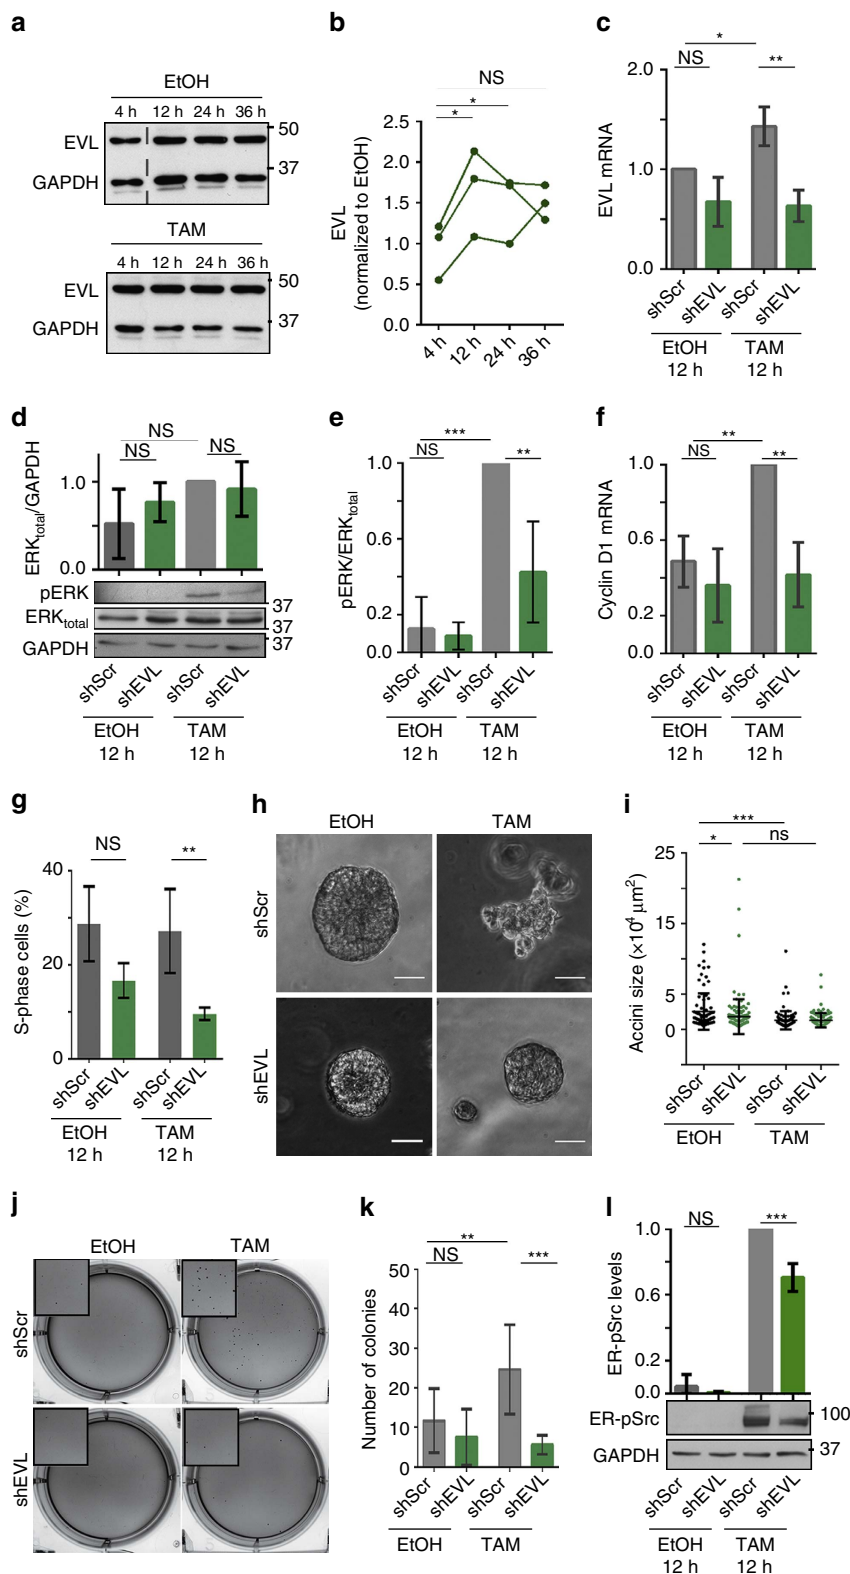 a
EtOH
4 h 12 h 24 h 36 h
EVL
50
GAPDH
37
TAM
4 h 12 h 24 h 36 h
EVL
50
GAPDH
37
b
NS
*
*
EVL
(normalized to EtOH)
2.5
2.0
1.5
1.0
0.5
0.0
4 h 12 h 24 h 36 h
c
*
NS **
EVL mRNA
2.0
1.0
0.0
shScr shEVL shScr shEVL
EtOH TAM
12 h 12 h
d
NS
NS NS
ERKtotal/GAPDH
1.0
0.0
pERK
37
ERKtotal
37
GAPDH
37
shScr shEVL shScr shEVL
EtOH TAM
12 h 12 h
e
***
NS **
pERK/ERKtotal
1.0
0.6
0.2
0.0
shScr shEVL shScr shEVL
EtOH TAM
12 h 12 h
f
**
NS **
Cyclin D1 mRNA
1.0
0.6
0.2
0.0
shScr shEVL shScr shEVL
EtOH TAM
12 h 12 h
g
NS **
S-phase cells (%)
40
20
0
shScr shEVL shScr shEVL
EtOH TAM
12 h 12 h
h
EtOH TAM
shScr
shEVL
i
***
* ns
Accini size (×10⁴ μm²)
25
5
0
shScr shEVL shScr shEVL
EtOH TAM
j
EtOH TAM
shScr
shEVL
k
**
NS ***
Number of colonies
50
40
30
20
10
0
shScr shEVL shScr shEVL
EtOH TAM
l
NS ***
ER-pSrc levels
1.0
0.6
0.2
0.0
ER-pSrc
100
GAPDH
37
shScr shEVL shScr shEVL
EtOH TAM
12 h 12 h